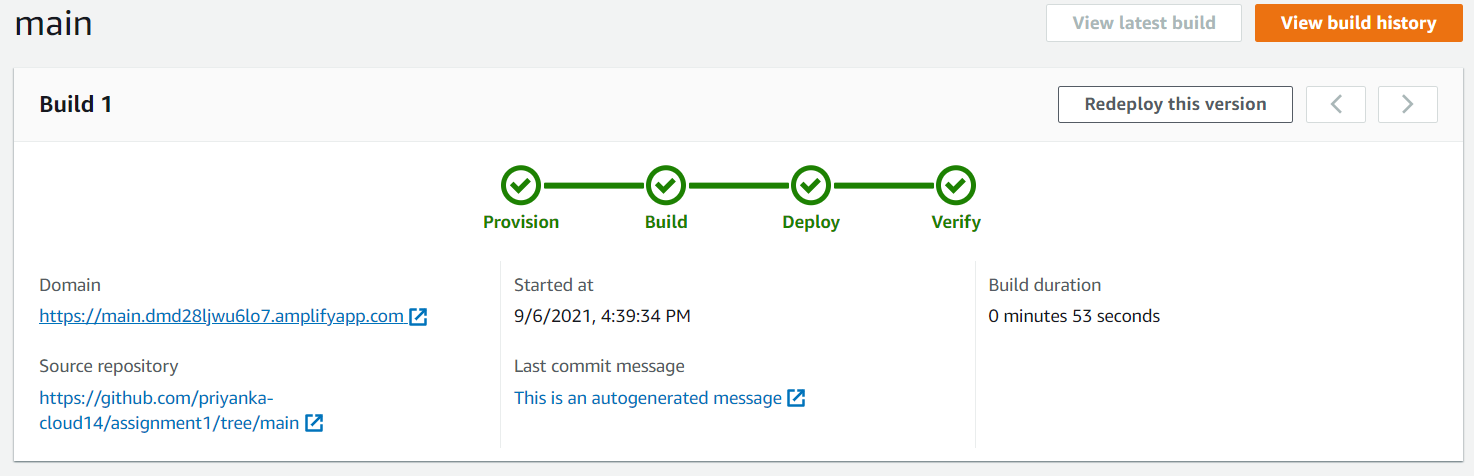 main
View latest build
View build history
Build 1
Redeploy this version
Provision
Build
Deploy
Verify
Domain
https://main.dmd28ljwu6lo7.amplifyapp.com
Source repository
https://github.com/priyanka-
cloud14/assignment1/tree/main
Started at
9/6/2021, 4:39:34 PM
Last commit message
This is an autogenerated message
Build duration
0 minutes 53 seconds